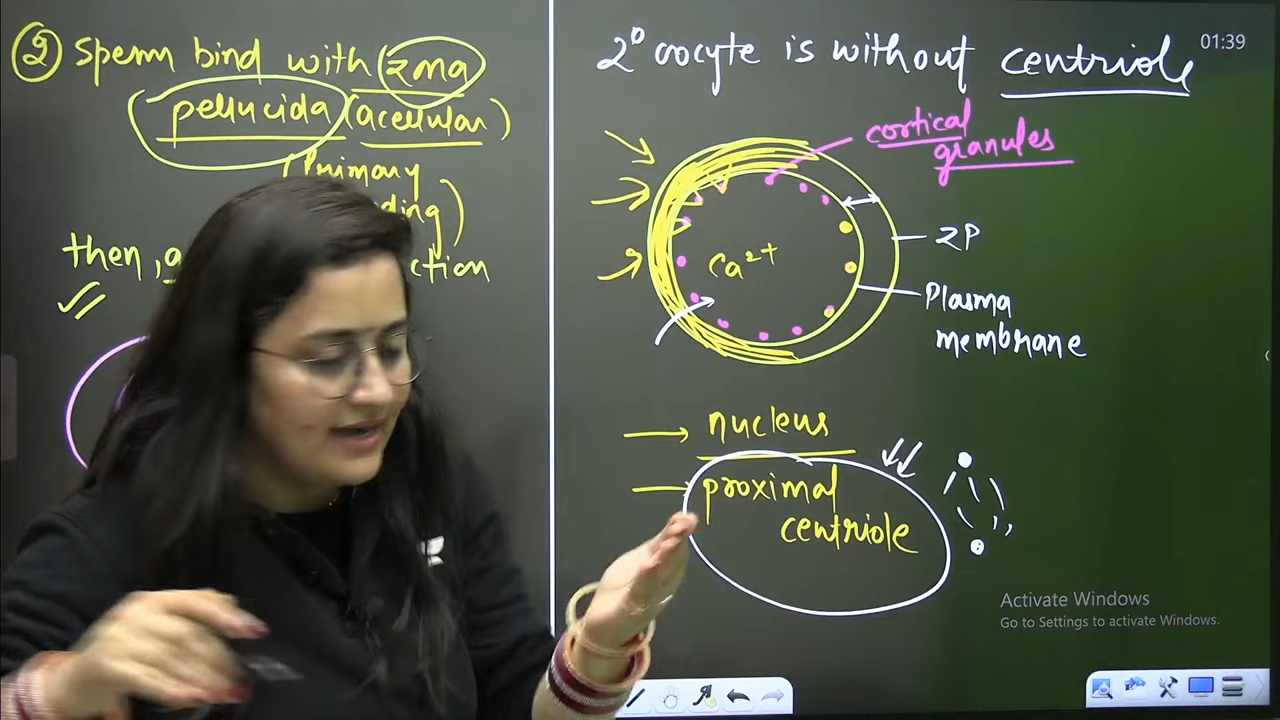 ② Sperm bind with (zona
pellucida (acellular)
(Primary
ding)
then, a ction
2° oocyte is without centriole
01:39
cortical
granules
Ca²⁺
ZP
Plasma
membrane
→ nucleus
→ proximal
centriole
Activate Windows
Go to Settings to activate Windows.